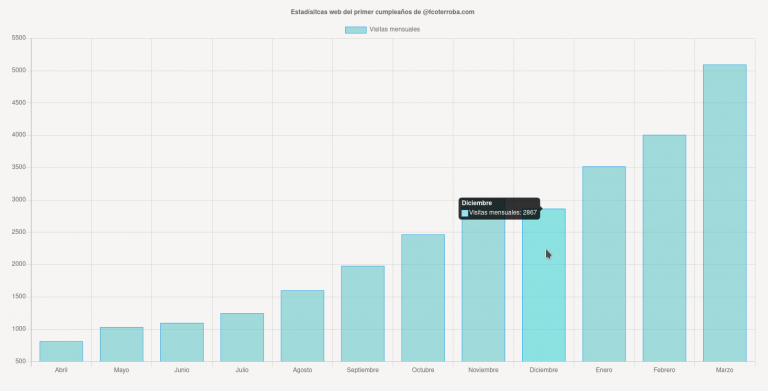 Estadísitcas web del primer cumpleaños de @fcoterroba.com
Visitas mensuales
5500
5000
4500
4000
3500
3000
2500
2000
1500
1000
500
Diciembre
Visitas mensuales: 2867
Abril Mayo Junio Julio Agosto Septiembre Octubre Noviembre Diciembre Enero Febrero Marzo